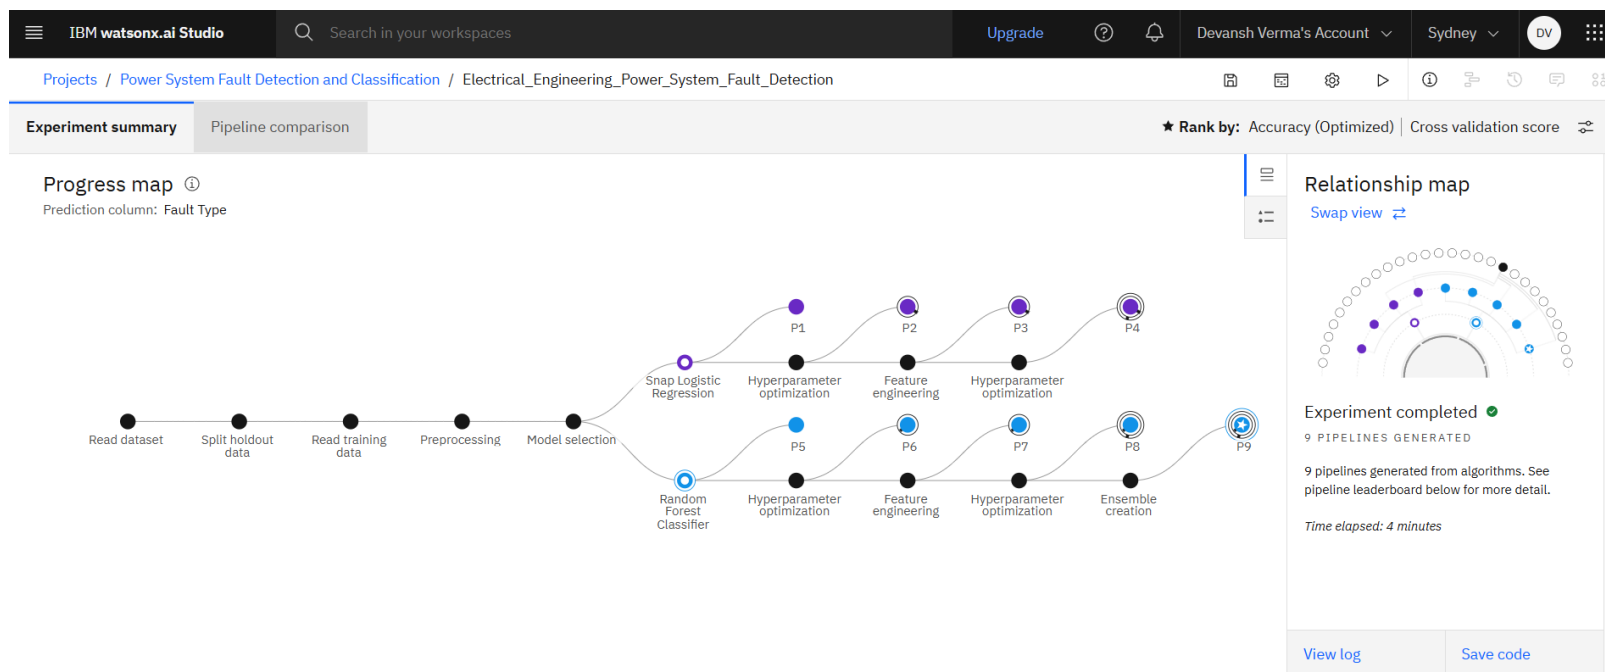 IBM watsonx.ai Studio
Search in your workspaces
Upgrade
Devansh Verma's Account
Sydney
DV
Projects / Power System Fault Detection and Classification / Electrical_Engineering_Power_System_Fault_Detection
Experiment summary
Pipeline comparison
Rank by: Accuracy (Optimized) | Cross validation score
Progress map
Prediction column: Fault Type
P1
P2
P3
P4
Snap Logistic
Regression
Hyperparameter
optimization
Feature
engineering
Hyperparameter
optimization
Read dataset
Split holdout
data
Read training
data
Preprocessing
Model selection
P5
P6
P7
P8
P9
Random
Forest
Classifier
Hyperparameter
optimization
Feature
engineering
Hyperparameter
optimization
Ensemble
creation
Relationship map
Swap view
Experiment completed
9 PIPELINES GENERATED
9 pipelines generated from algorithms. See
pipeline leaderboard below for more detail.
Time elapsed: 4 minutes
View log
Save code